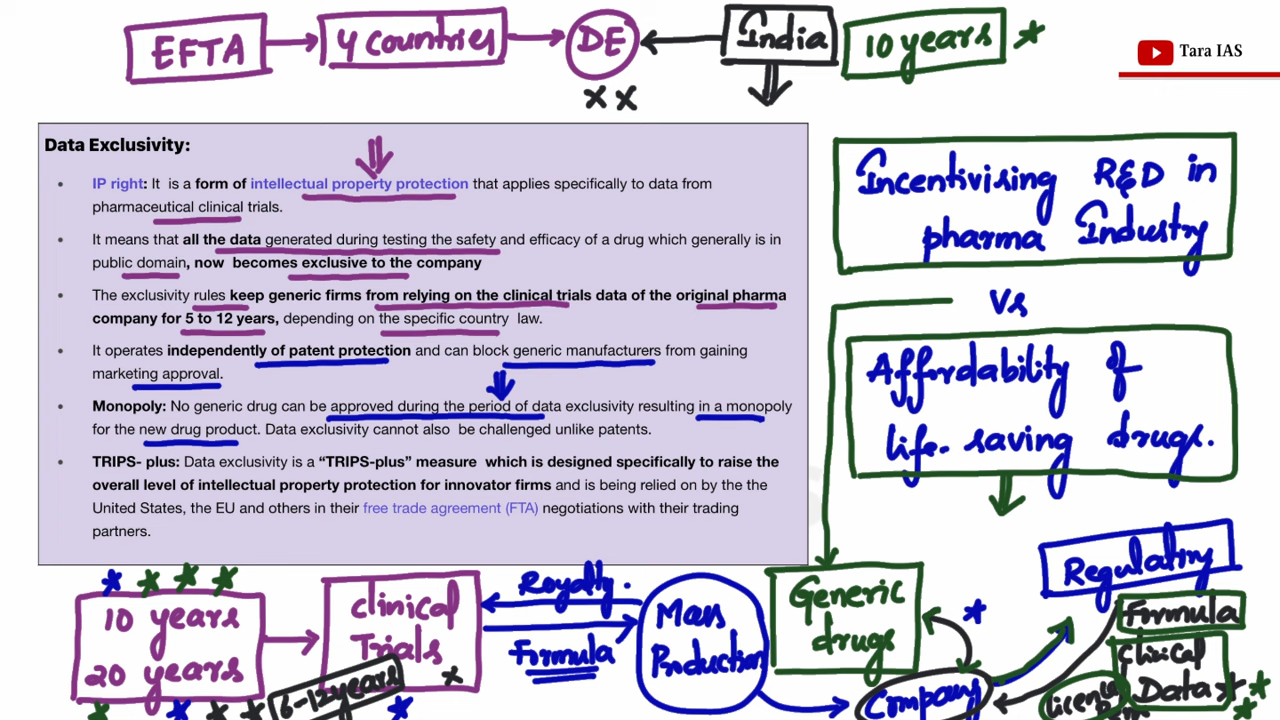 EFTA
4 countries
DE
India
10 years
Tara IAS
x x
Data Exclusivity:
• IP right: It is a form of intellectual property protection that applies specifically to data from
pharmaceutical clinical trials.
• It means that all the data generated during testing the safety and efficacy of a drug which generally is in
public domain, now becomes exclusive to the company
• The exclusivity rules keep generic firms from relying on the clinical trials data of the original pharma
company for 5 to 12 years, depending on the specific country law.
• It operates independently of patent protection and can block generic manufacturers from gaining
marketing approval.
• Monopoly: No generic drug can be approved during the period of data exclusivity resulting in a monopoly
for the new drug product. Data exclusivity cannot also be challenged unlike patents.
• TRIPS- plus: Data exclusivity is a “TRIPS-plus” measure which is designed specifically to raise the
overall level of intellectual property protection for innovator firms and is being relied on by the the
United States, the EU and others in their free trade agreement (FTA) negotiations with their trading
partners.
Incentivising R&D in
pharma Industry
Vs
Affordability of
life-saving drugs.
10 years
20 years
Clinical
Trials
x
6-12 years
Royalty.
Formula
Mass
Production
Generic
drugs
Company
Regulatory
Formula
Clinical
Data